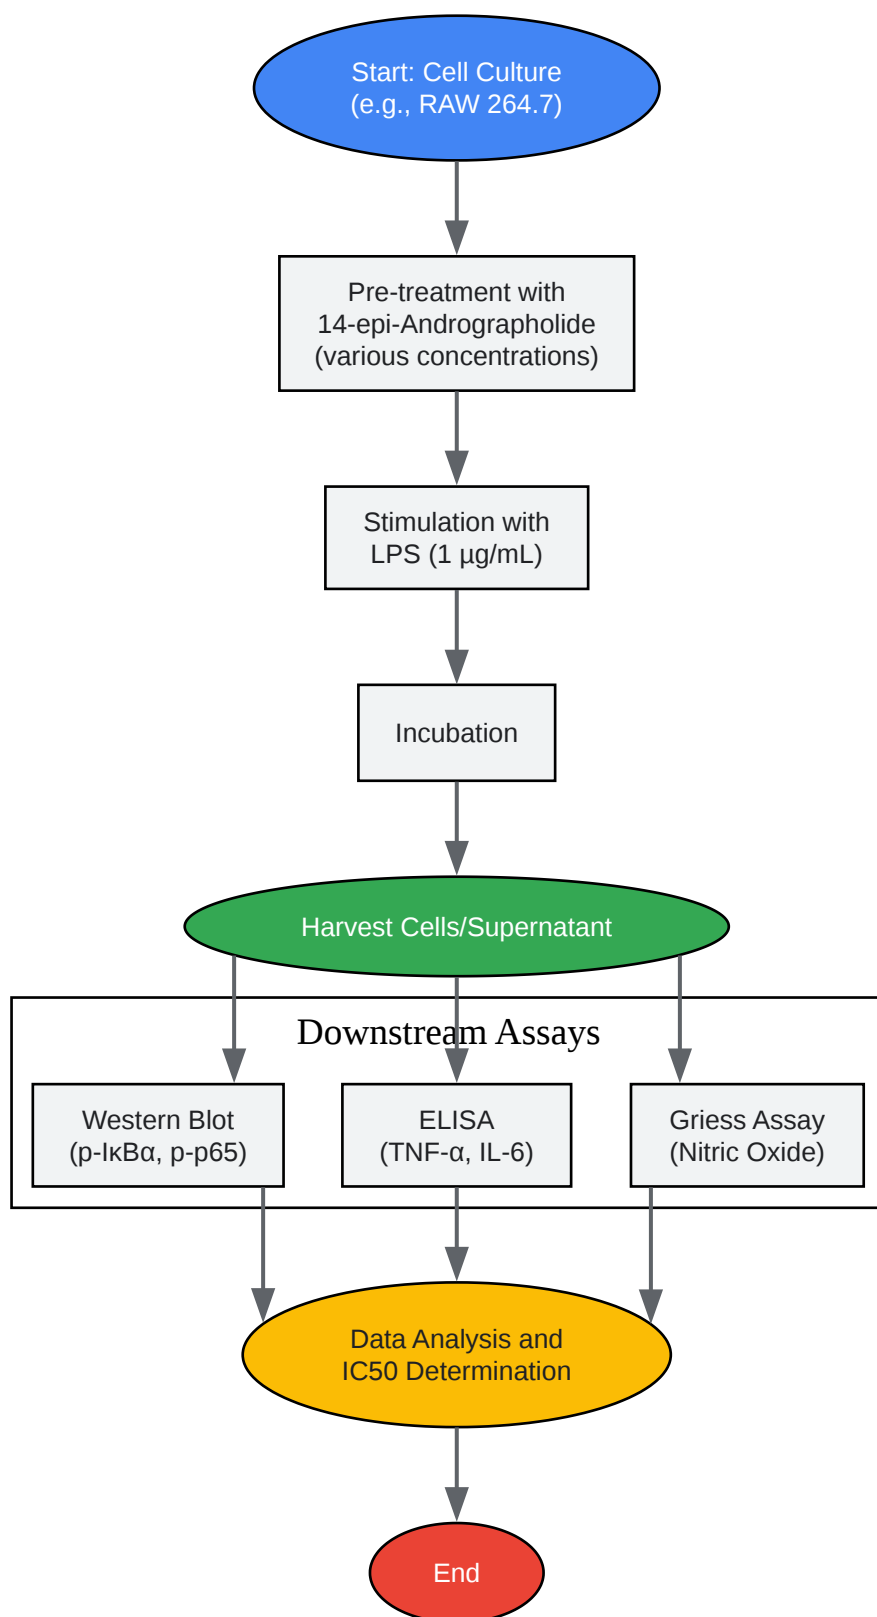 Start: Cell Culture
(e.g., RAW 264.7)
Pre-treatment with
14-epi-Andrographolide
(various concentrations)
Stimulation with
LPS (1 µg/mL)
Incubation
Harvest Cells/Supernatant
Downstream Assays
Western Blot
(p-IκBα, p-p65)
ELISA
(TNF-α, IL-6)
Griess Assay
(Nitric Oxide)
Data Analysis and
IC50 Determination
End